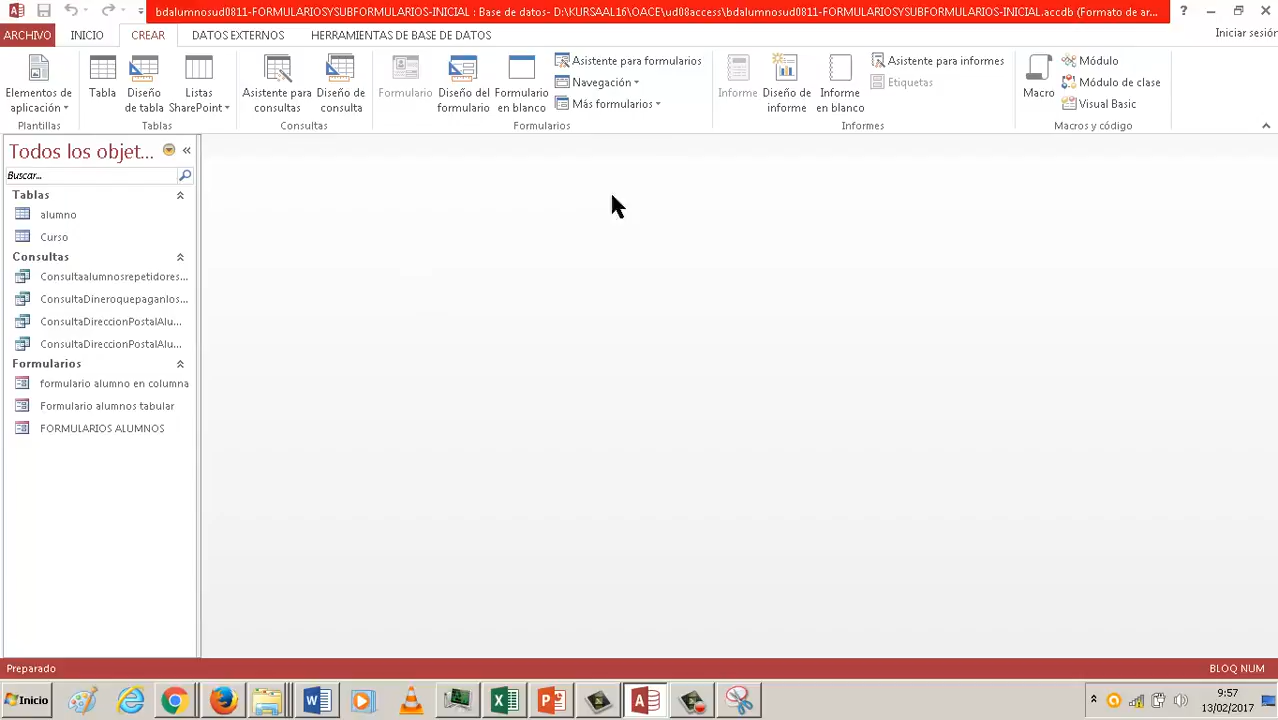 bdalumnosud0811-FORMULARIOSYSUBFORMULARIOS-INICIAL : Base de datos- D:\KURSAAL16\OACE\ud08access\bdalumnosud0811-FORMULARIOSYSUBFORMULARIOS-INICIAL.accdb (Formato de ar...
ARCHIVO INICIO CREAR DATOS EXTERNOS HERRAMIENTAS DE BASE DE DATOS Iniciar sesión
Elementos de aplicación
Tabla
Diseño de tabla
Listas SharePoint
Asistente para consultas
Diseño de consulta
Formulario
Diseño del formulario
Formulario en blanco
Asistente para formularios
Navegación
Más formularios
Informe
Diseño de informe
Informe en blanco
Asistente para informes
Etiquetas
Macro
Módulo
Módulo de clase
Visual Basic
Plantillas Tablas Consultas Formularios Informes Macros y código
Todos los objet...
Buscar...
Tablas
alumno
Curso
Consultas
Consultaalumnosrepetidores...
ConsultaDineroquepaganlos...
ConsultaDireccionPostalAlu...
ConsultaDireccionPostalAlu...
Formularios
formulario alumno en columna
Formulario alumnos tabular
FORMULARIOS ALUMNOS
Preparado BLOQ NUM
Inicio
9:57
13/02/2017